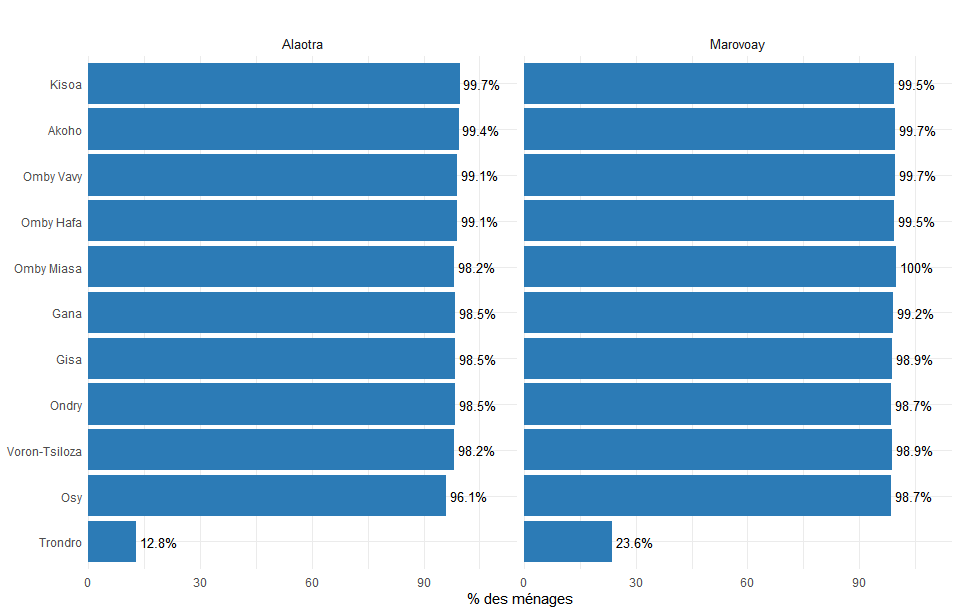 Alaotra Marovoay
Kisoa 99.7% 99.5%
Akoho 99.4% 99.7%
Omby Vavy 99.1% 99.7%
Omby Hafa 99.1% 99.5%
Omby Miasa 98.2% 100%
Gana 98.5% 99.2%
Gisa 98.5% 98.9%
Ondry 98.5% 98.7%
Voron-Tsiloza 98.2% 98.9%
Osy 96.1% 98.7%
Trondro 12.8% 23.6%
0 30 60 90 0 30 60 90
% des ménages